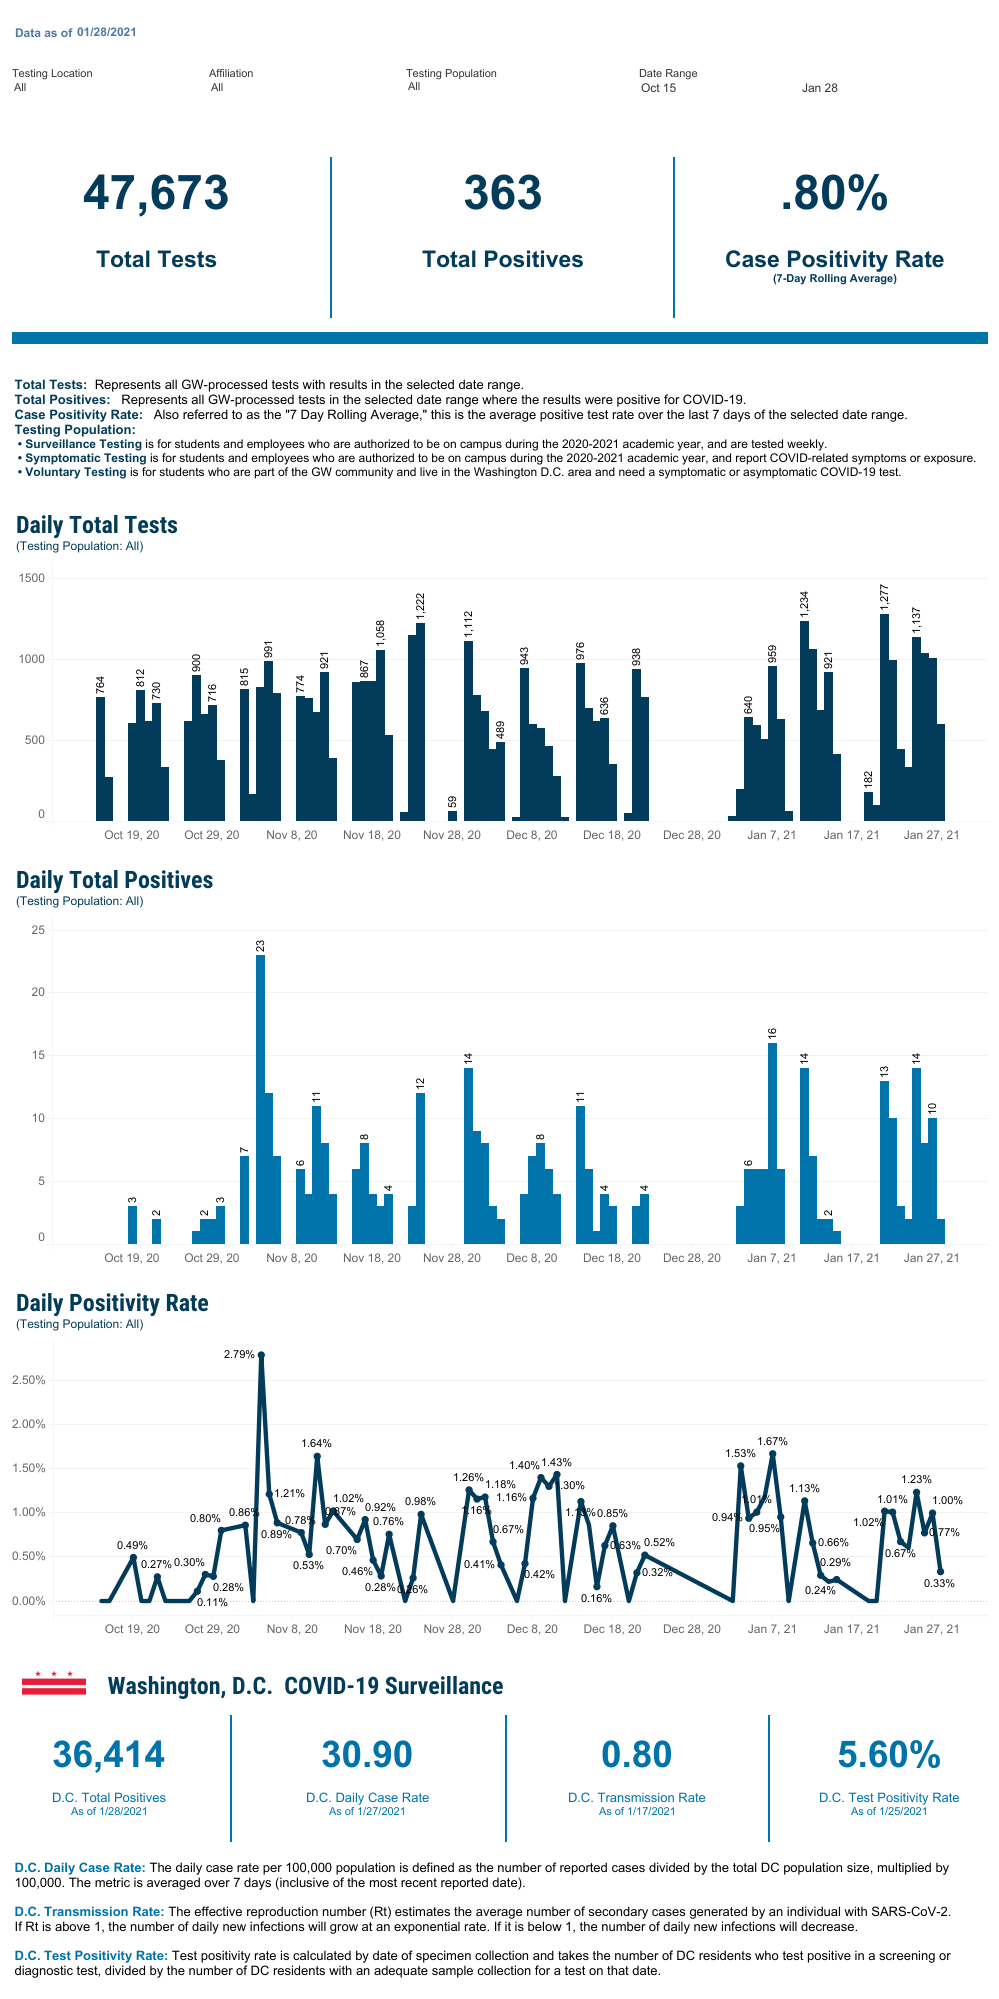 Data as of 01/28/2021
Testing Location Affiliation Testing Population Date Range
All All All Oct 15 Jan 28
47,673 363 .80%
Total Tests Total Positives Case Positivity Rate
(7-Day Rolling Average)
Total Tests: Represents all GW-processed tests with results in the selected date range.
Total Positives: Represents all GW-processed tests in the selected date range where the results were positive for COVID-19.
Case Positivity Rate: Also referred to as the "7 Day Rolling Average," this is the average positive test rate over the last 7 days of the selected date range.
Testing Population:
• Surveillance Testing is for students and employees who are authorized to be on campus during the 2020-2021 academic year, and are tested weekly.
• Symptomatic Testing is for students and employees who are authorized to be on campus during the 2020-2021 academic year, and report COVID-related symptoms or exposure.
• Voluntary Testing is for students who are part of the GW community and live in the Washington D.C. area and need a symptomatic or asymptomatic COVID-19 test.
Daily Total Tests
(Testing Population: All)
1500
1000
500
0
764 812 730 900 716 815 991 774 921 867 1,058 1,222 59 1,112 489 943 976 636 938 640 959 1,234 921 182 1,277 1,137
Oct 19, 20 Oct 29, 20 Nov 8, 20 Nov 18, 20 Nov 28, 20 Dec 8, 20 Dec 18, 20 Dec 28, 20 Jan 7, 21 Jan 17, 21 Jan 27, 21
Daily Total Positives
(Testing Population: All)
25
20
15
10
5
0
3 2 2 3 7 23 6 11 8 4 12 14 8 11 4 4 6 16 14 2 13 14 10
Oct 19, 20 Oct 29, 20 Nov 8, 20 Nov 18, 20 Nov 28, 20 Dec 8, 20 Dec 18, 20 Dec 28, 20 Jan 7, 21 Jan 17, 21 Jan 27, 21
Daily Positivity Rate
(Testing Population: All)
2.50%
2.00%
1.50%
1.00%
0.50%
0.00%
0.49% 0.27% 0.30% 0.11% 0.28% 0.80% 0.86% 2.79% 1.21% 0.89% 0.78% 0.53% 1.64% 0.87% 1.02% 0.70% 0.92% 0.46% 0.28% 0.76% 0.26% 0.98% 1.26% 1.16% 1.18% 0.67% 0.41% 0.42% 1.16% 1.40% 1.30% 1.43% 1.13% 0.16% 0.63% 0.85% 0.32% 0.52% 1.53% 0.94% 1.01% 1.67% 0.95% 1.13% 0.66% 0.29% 0.24% 1.02% 1.01% 0.67% 1.23% 0.77% 1.00% 0.33%
Oct 19, 20 Oct 29, 20 Nov 8, 20 Nov 18, 20 Nov 28, 20 Dec 8, 20 Dec 18, 20 Dec 28, 20 Jan 7, 21 Jan 17, 21 Jan 27, 21
Washington, D.C. COVID-19 Surveillance
36,414 30.90 0.80 5.60%
D.C. Total Positives D.C. Daily Case Rate D.C. Transmission Rate D.C. Test Positivity Rate
As of 1/28/2021 As of 1/27/2021 As of 1/17/2021 As of 1/25/2021
D.C. Daily Case Rate: The daily case rate per 100,000 population is defined as the number of reported cases divided by the total DC population size, multiplied by
100,000. The metric is averaged over 7 days (inclusive of the most recent reported date).
D.C. Transmission Rate: The effective reproduction number (Rt) estimates the average number of secondary cases generated by an individual with SARS-CoV-2.
If Rt is above 1, the number of daily new infections will grow at an exponential rate. If it is below 1, the number of daily new infections will decrease.
D.C. Test Positivity Rate: Test positivity rate is calculated by date of specimen collection and takes the number of DC residents who test positive in a screening or
diagnostic test, divided by the number of DC residents with an adequate sample collection for a test on that date.